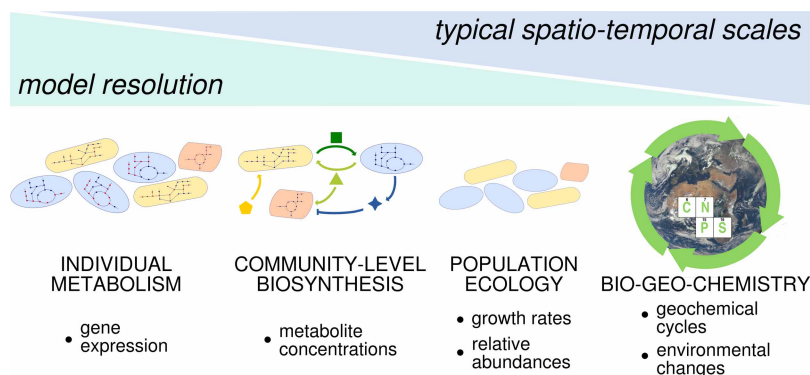 typical spatio-temporal scales
model resolution
C N
P S
INDIVIDUAL
METABOLISM
COMMUNITY-LEVEL
BIOSYNTHESIS
POPULATION
ECOLOGY
BIO-GEO-CHEMISTRY
• gene
expression
• metabolite
concentrations
• growth rates
• relative
abundances
• geochemical
cycles
• environmental
changes